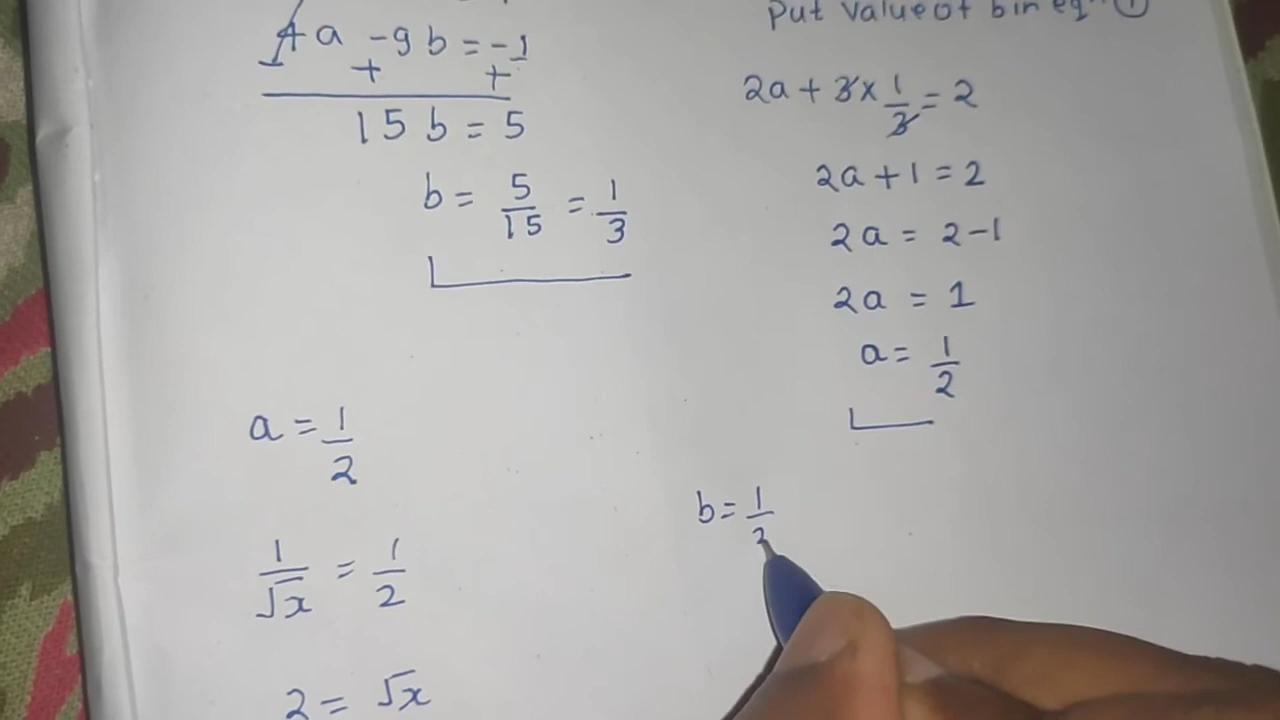 4a - 9b = -1
+ +
15b = 5
b = 5/15 = 1/3
Put value of b in eqⁿ ①
2a + 3 × 1/3 = 2
2a + 1 = 2
2a = 2 - 1
2a = 1
a = 1/2
a = 1/2
1/√x = 1/2
2 = √x
b = 1/3